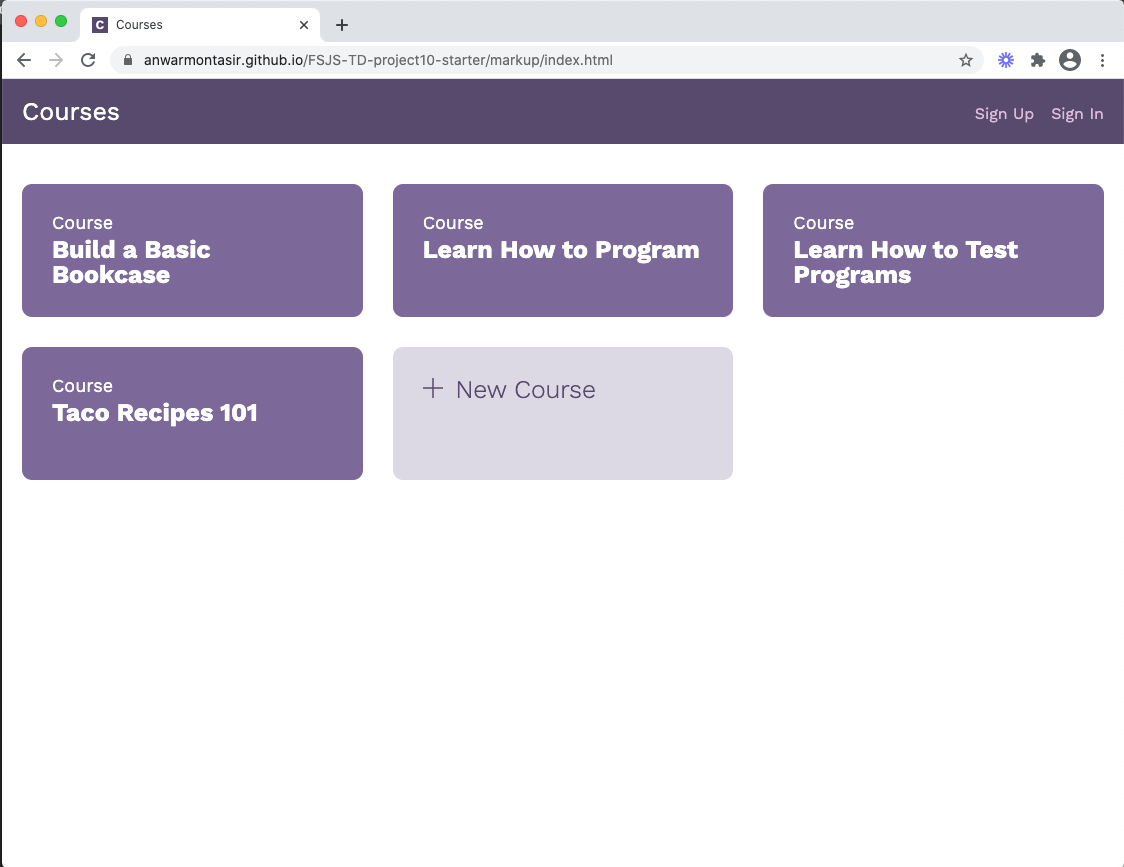 C Courses
anwarmontasir.github.io/FSJS-TD-project10-starter/markup/index.html
Courses
Sign Up Sign In
Course
Build a Basic
Bookcase
Course
Learn How to Program
Course
Learn How to Test
Programs
Course
Taco Recipes 101
New Course